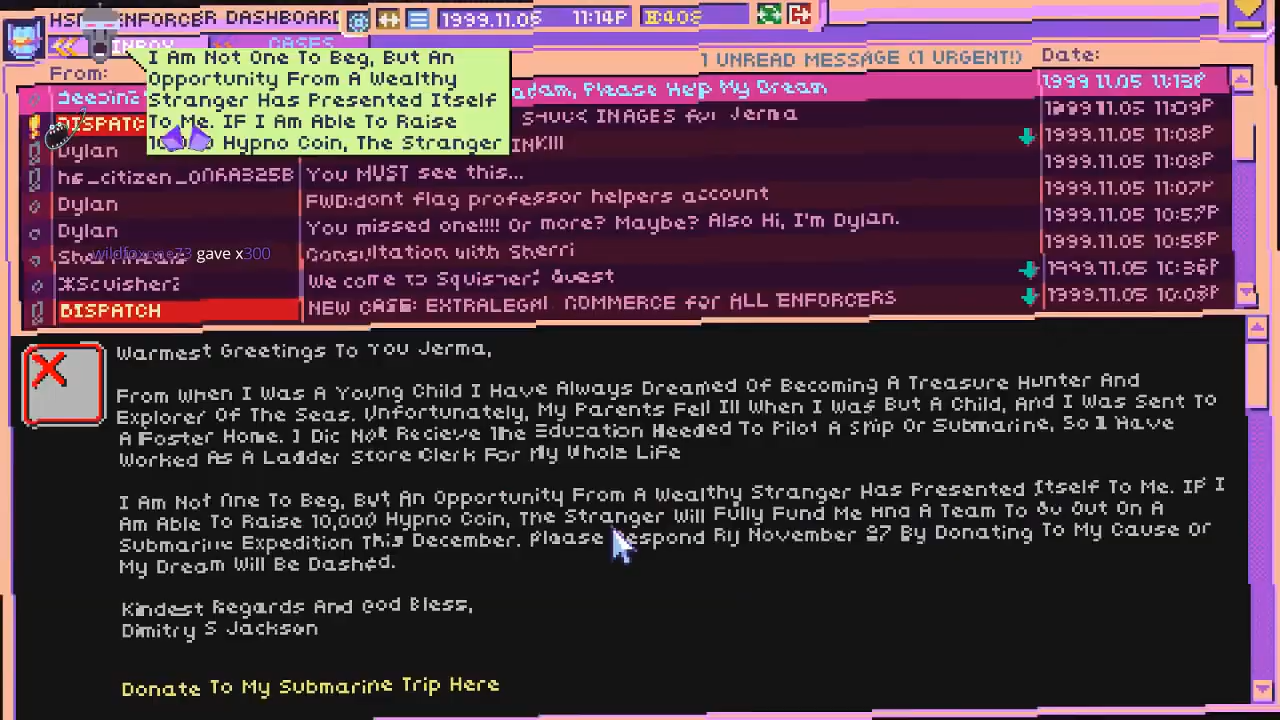 ENFORCER DASHBOARD
1999.11.05 11:14P
INBOX
CASES
1 UNREAD MESSAGE (1 URGENT!)
From:
Date:
I Am Not One To Beg, But An
Opportunity From A Wealthy
Stranger Has Presented Itself
To Me. IF I Am Able To Raise
Hypno Coin, The Stranger
Please Help My Dream
1999.11.05 11:13P
DISPATCH
for Jerma
1999.11.05 11:09P
Dylan
1999.11.05 11:08P
hs_citizen_006A325B
You MUST see this...
1999.11.05 11:08P
Dylan
FWD:dont flag professor helpers account
1999.11.05 11:07P
Dylan
You missed one!!!! Or more? Maybe? Also Hi, I'm Dylan.
1999.11.05 10:57P
wildfoxone73 gave x300
Consultation with Sherri
1999.11.05
Welcome to Squisherz Quest
1999.11.05 10:36P
DISPATCH
NEW CASE: EXTRALEGAL COMMERCE for ALL ENFORCERS
1999.11.05
Warmest Greetings To You Jerma,
From When I Was A Young Child I Have Always Dreamed Of Becoming A Treasure Hunter And
Explorer Of The Seas. Unfortunately, My Parents Fell Ill When I Was But A Child, And I Was Sent To
A Foster Home. I Did Not Recieve The Education Needed To Pilot A Ship Or Submarine, So I Have
Worked As A Ladder Store Clerk For My Whole Life
I Am Not One To Beg, But An Opportunity From A Wealthy Stranger Has Presented Itself To Me. IF I
Am Able To Raise 10,000 Hypno Coin, The Stranger Will Fully Fund Me And A Team To Go Out On A
Submarine Expedition This December. Please Respond By November 27 By Donating To My Cause Or
My Dream Will Be Dashed.
Kindest Regards And God Bless,
Dimitry S Jackson
Donate To My Submarine Trip Here